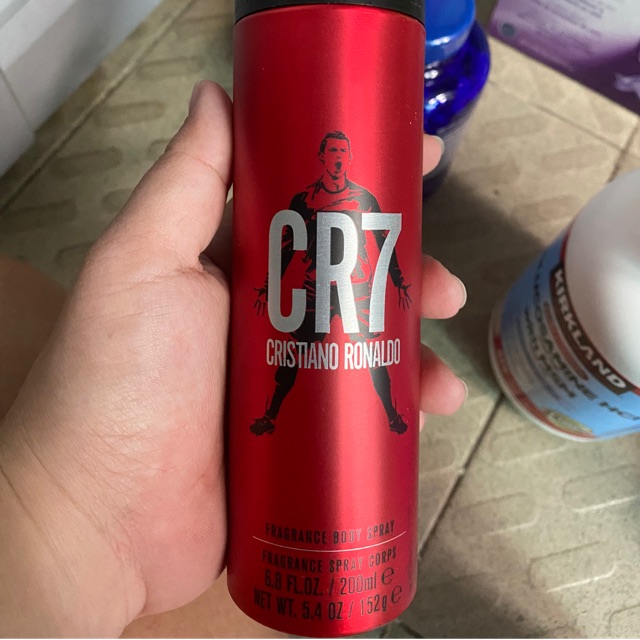 CR7
CRISTIANO RONALDO
FRAGRANCE BODY SPRAY
FRAGRANCE SPRAY CORPS
6.8 FL.OZ. / 200ml e
NET WT. 5.4 OZ / 152g e
KIRKLAND